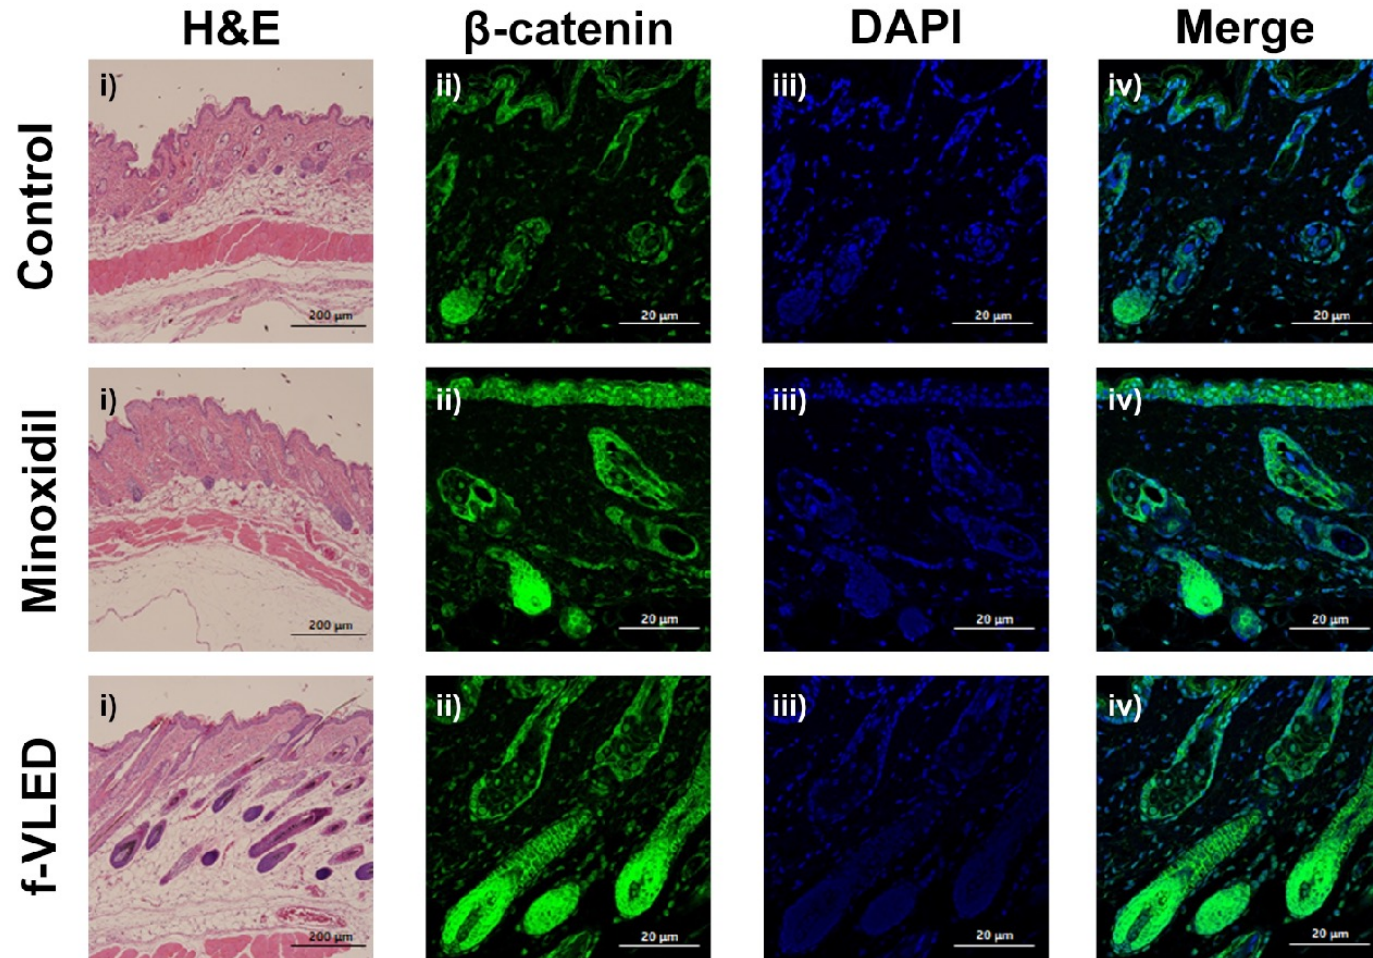 H&E β-catenin DAPI Merge
Control
i) ii) iii) iv)
200 µm 20 µm 20 µm 20 µm
Minoxidil
i) ii) iii) iv)
200 µm 20 µm 20 µm 20 µm
f-VLED
i) ii) iii) iv)
200 µm 20 µm 20 µm 20 µm